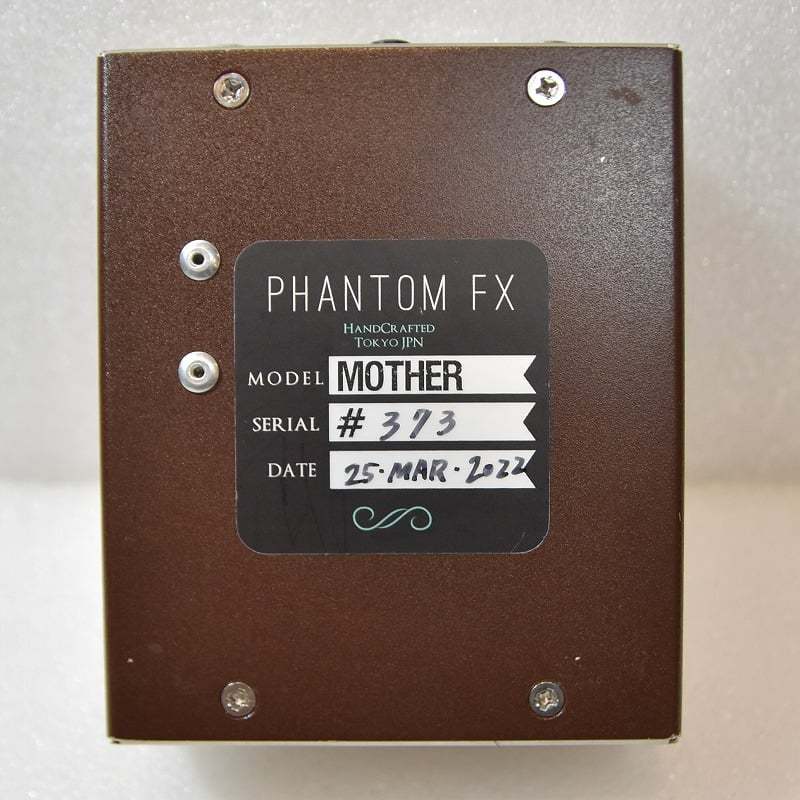 PHANTOM FX
HANDCRAFTED
TOKYO JPN
MODEL MOTHER
SERIAL # 373
DATE 25·MAR·2022